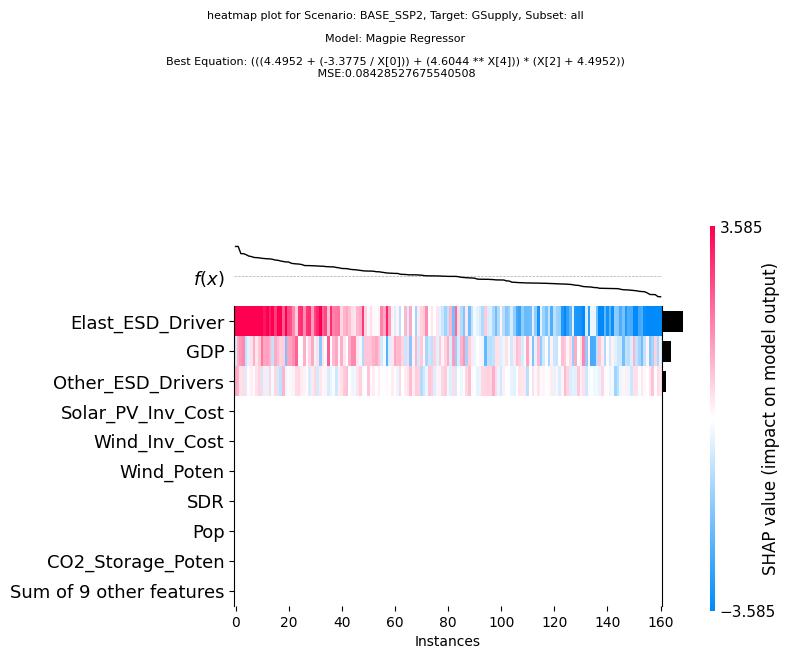 heatmap plot for Scenario: BASE_SSP2, Target: GSupply, Subset: all
Model: Magpie Regressor
Best Equation: (((4.4952 + (-3.3775 / X[0])) + (4.6044 ** X[4])) * (X[2] + 4.4952))
MSE:0.08428527675540508
f(x)
Elast_ESD_Driver
GDP
Other_ESD_Drivers
Solar_PV_Inv_Cost
Wind_Inv_Cost
Wind_Poten
SDR
Pop
CO2_Storage_Poten
Sum of 9 other features
0 20 40 60 80 100 120 140 160
Instances
3.585
−3.585
SHAP value (impact on model output)